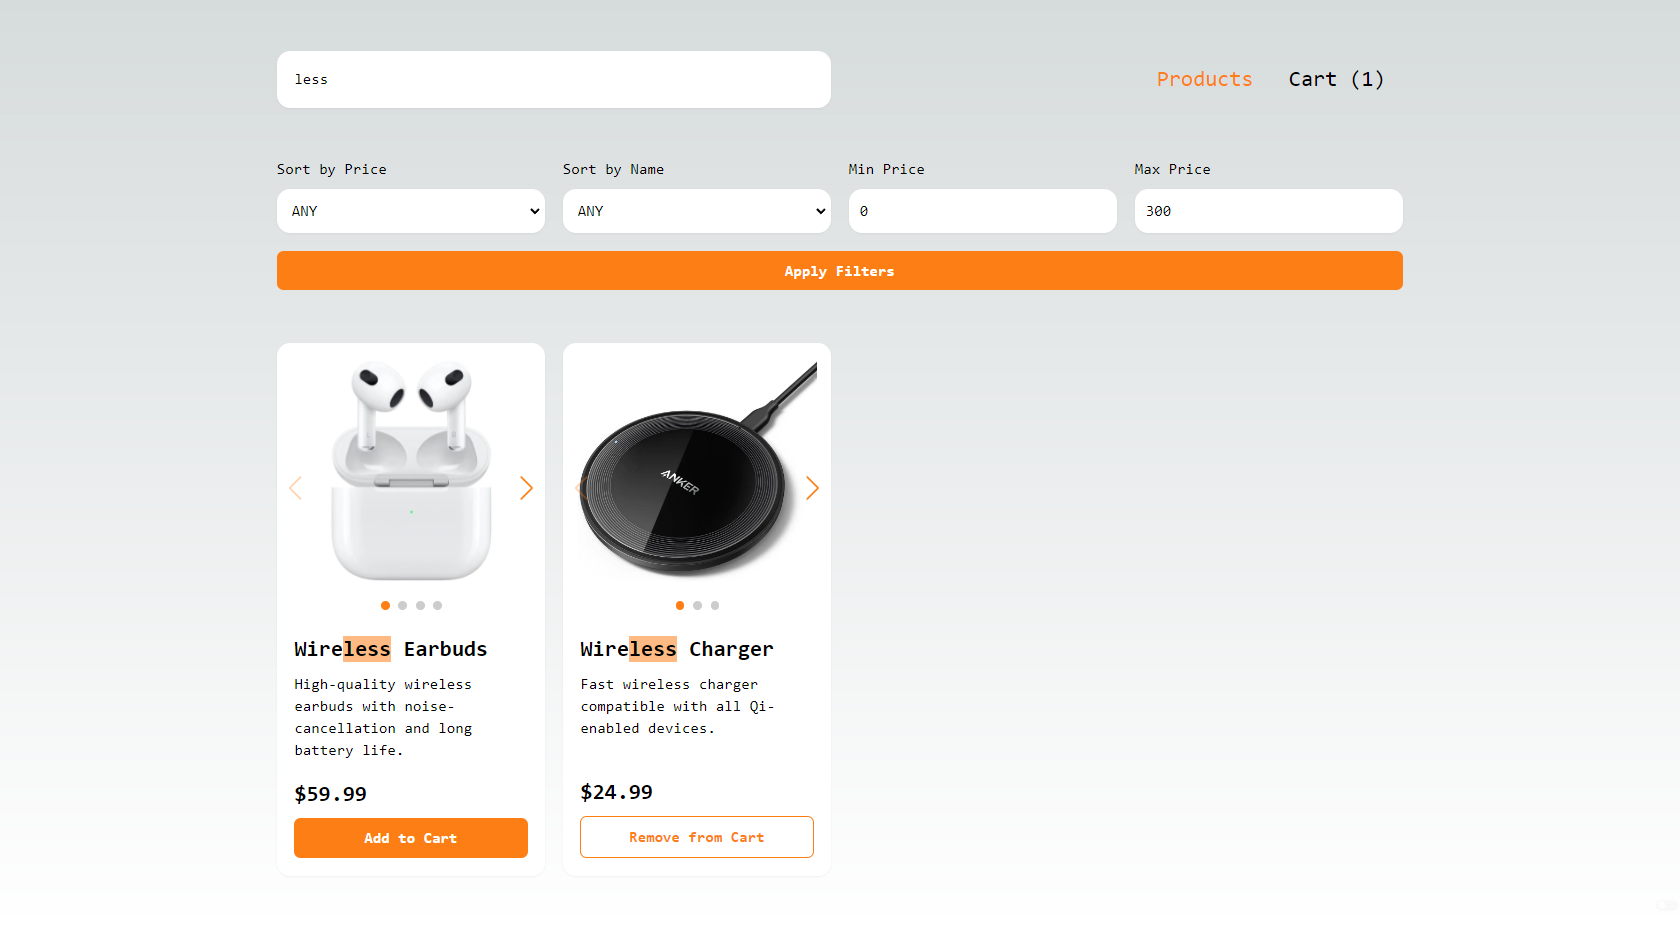 less
Products Cart (1)
Sort by Price Sort by Name Min Price Max Price
ANY ANY 0 300
Apply Filters
ANKER
Wireless Earbuds
High-quality wireless
earbuds with noise-
cancellation and long
battery life.
$59.99
Add to Cart
Wireless Charger
Fast wireless charger
compatible with all Qi-
enabled devices.
$24.99
Remove from Cart